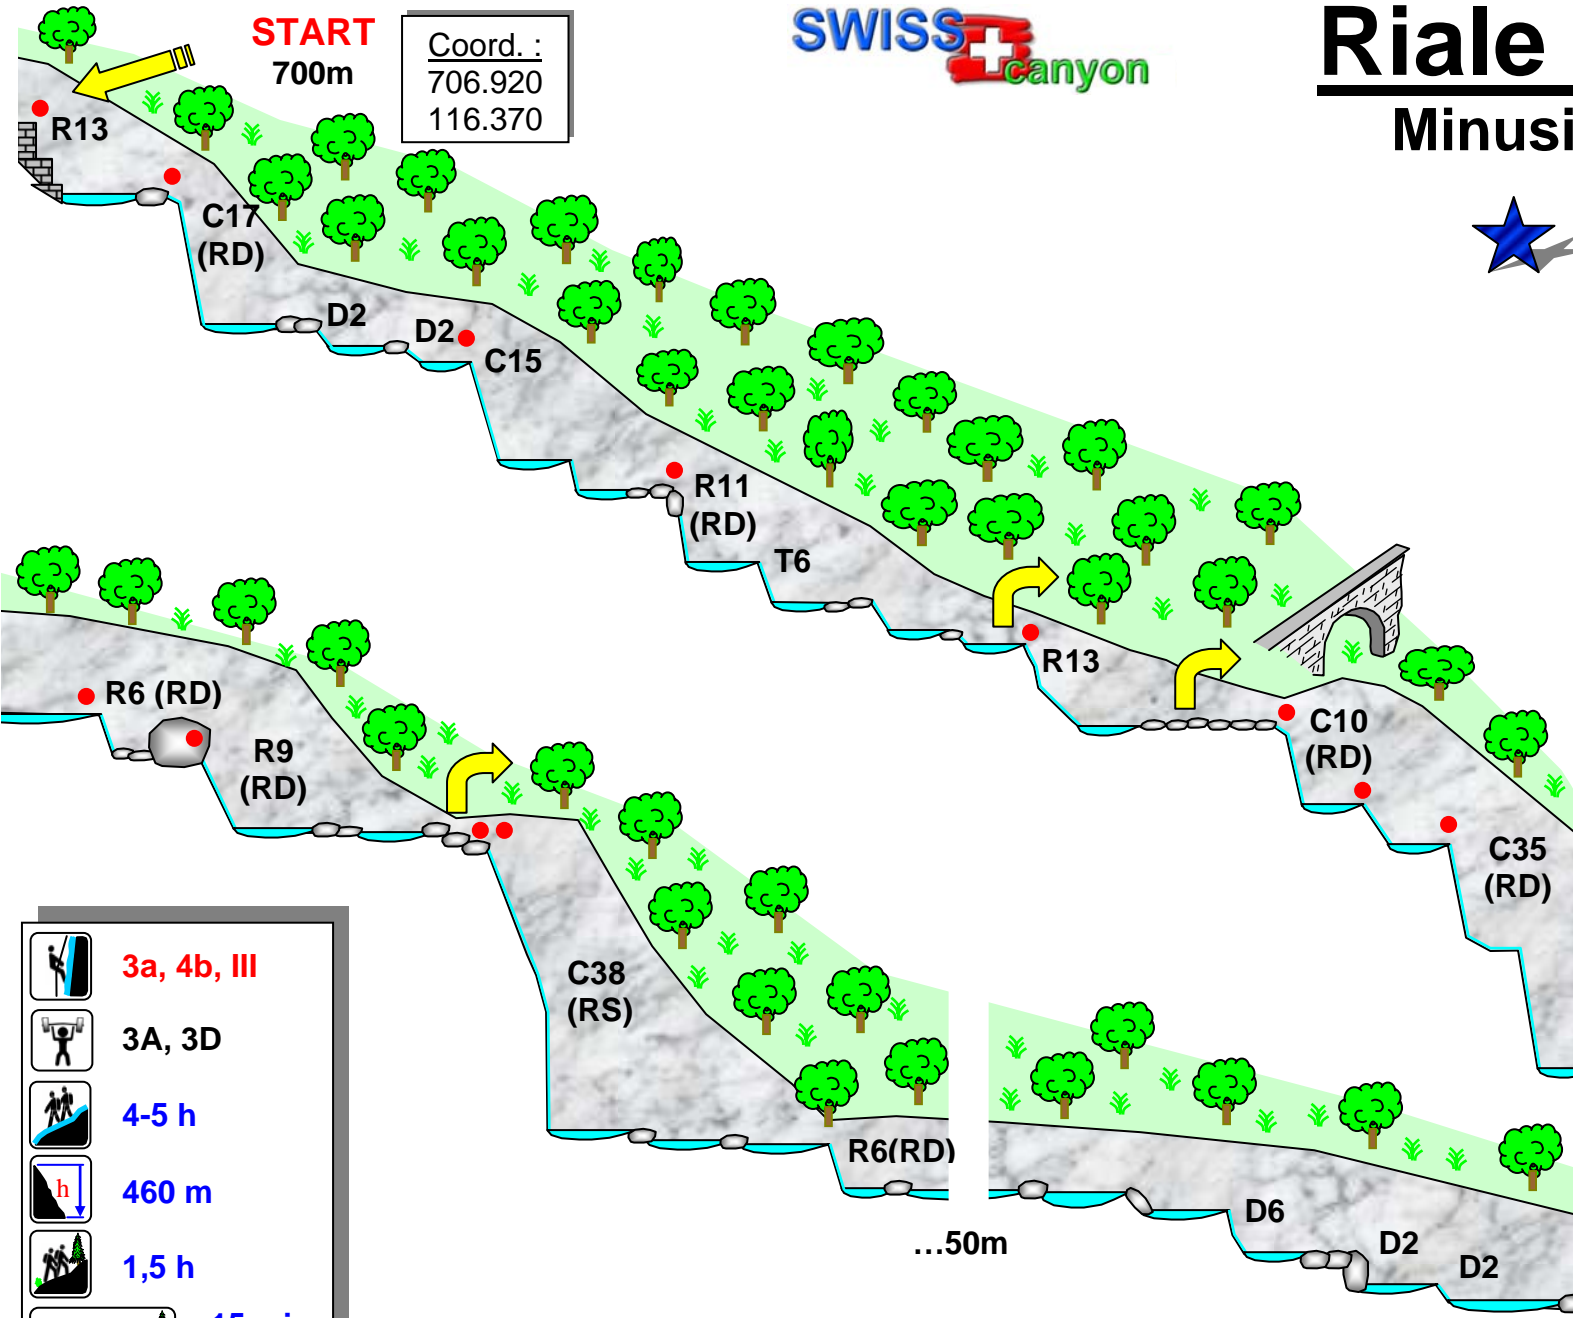 START
700m
Coord. :
706.920
116.370
SWISS
canyon
Riale
Minusi
R13
C17
(RD)
D2
D2
C15
R11
(RD)
T6
R13
C10
(RD)
C35
(RD)
R6 (RD)
R9
(RD)
C38
(RS)
R6(RD)
...50m
D6
D2
D2
3a, 4b, III
3A, 3D
4-5 h
h
460 m
1,5 h